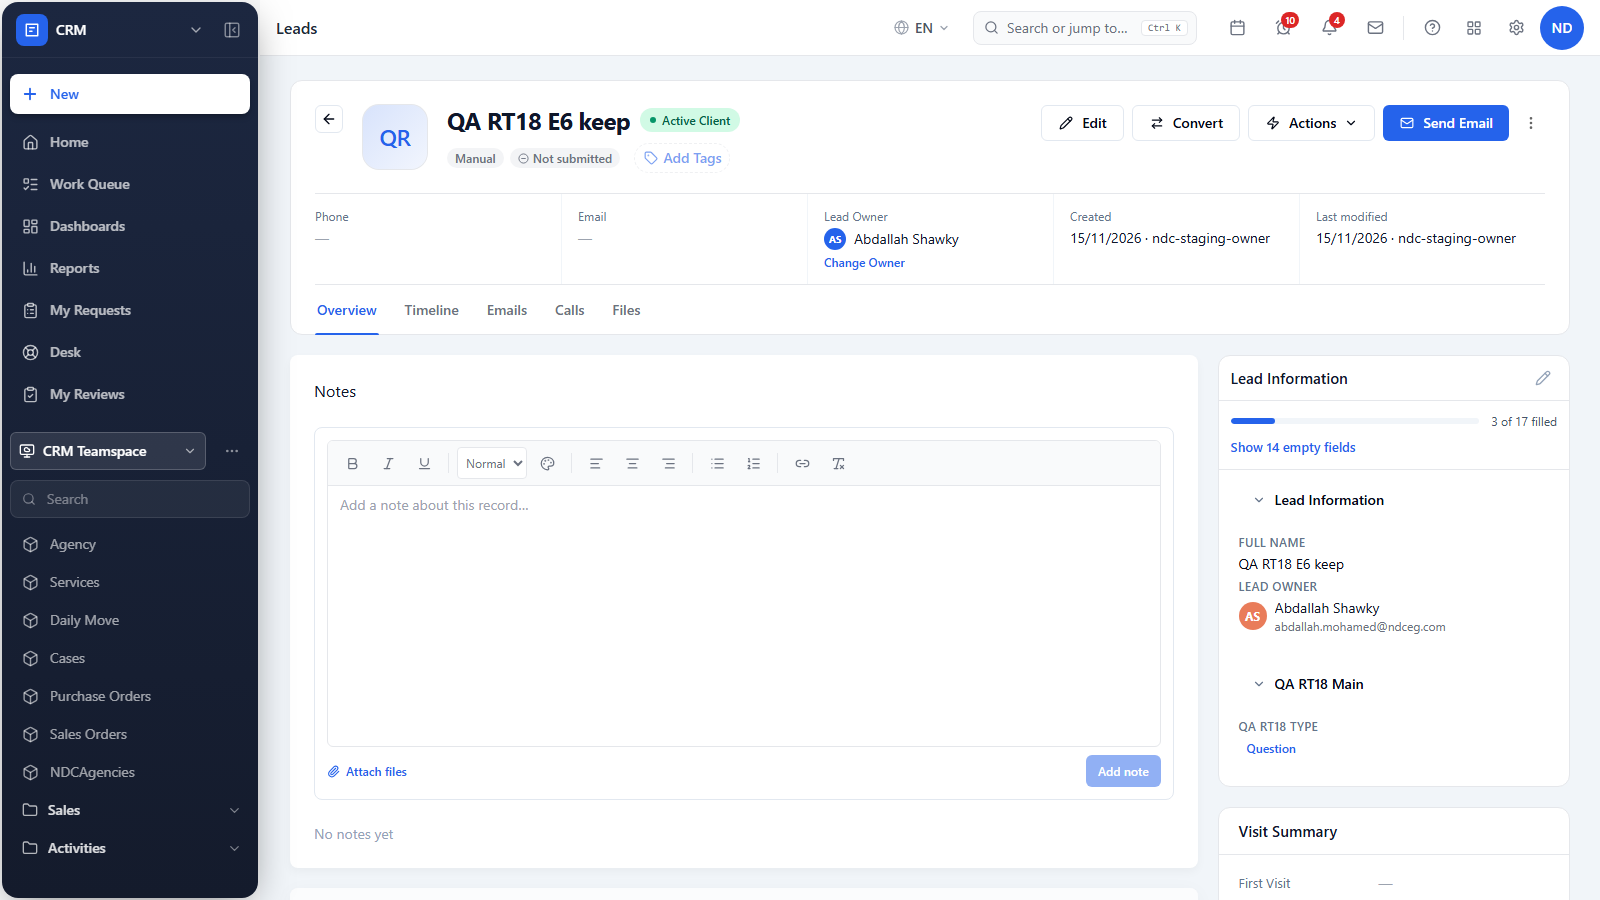 CRM
New
Home
Work Queue
Dashboards
Reports
My Requests
Desk
My Reviews
CRM Teamspace
Search
Agency
Services
Daily Move
Cases
Purchase Orders
Sales Orders
NDCAgencies
Sales
Activities
Leads
EN
Search or jump to...
Ctrl K
10
4
ND
QR
QA RT18 E6 keep
Active Client
Manual
Not submitted
Add Tags
Edit
Convert
Actions
Send Email
Phone
—
Email
—
Lead Owner
AS Abdallah Shawky
Change Owner
Created
15/11/2026 · ndc-staging-owner
Last modified
15/11/2026 · ndc-staging-owner
Overview
Timeline
Emails
Calls
Files
Notes
B I U Normal
Add a note about this record...
Attach files
Add note
No notes yet
Lead Information
3 of 17 filled
Show 14 empty fields
Lead Information
FULL NAME
QA RT18 E6 keep
LEAD OWNER
AS
Abdallah Shawky
abdallah.mohamed@ndceg.com
QA RT18 Main
QA RT18 TYPE
Question
Visit Summary
First Visit —